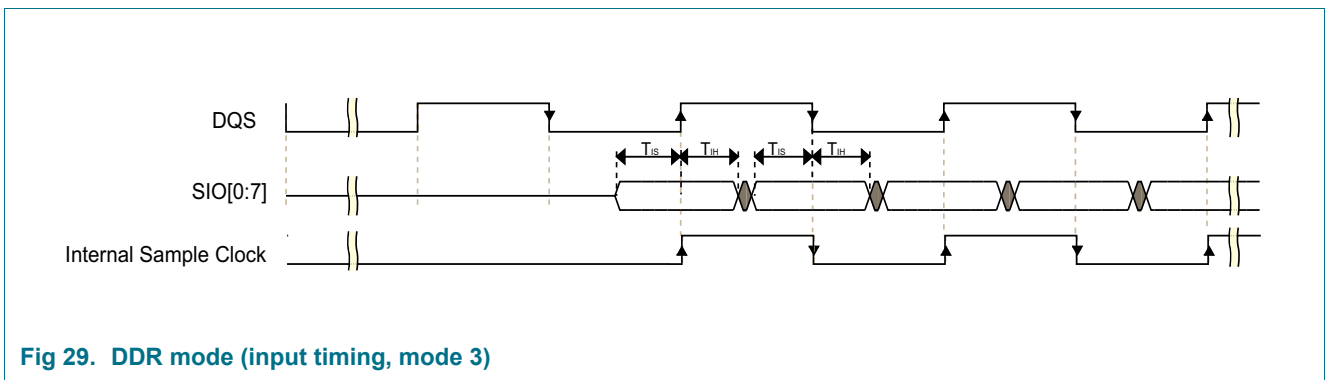 DQS
TIS TIH TIS TIH
SIO[0:7]
Internal Sample Clock
Fig 29. DDR mode (input timing, mode 3)